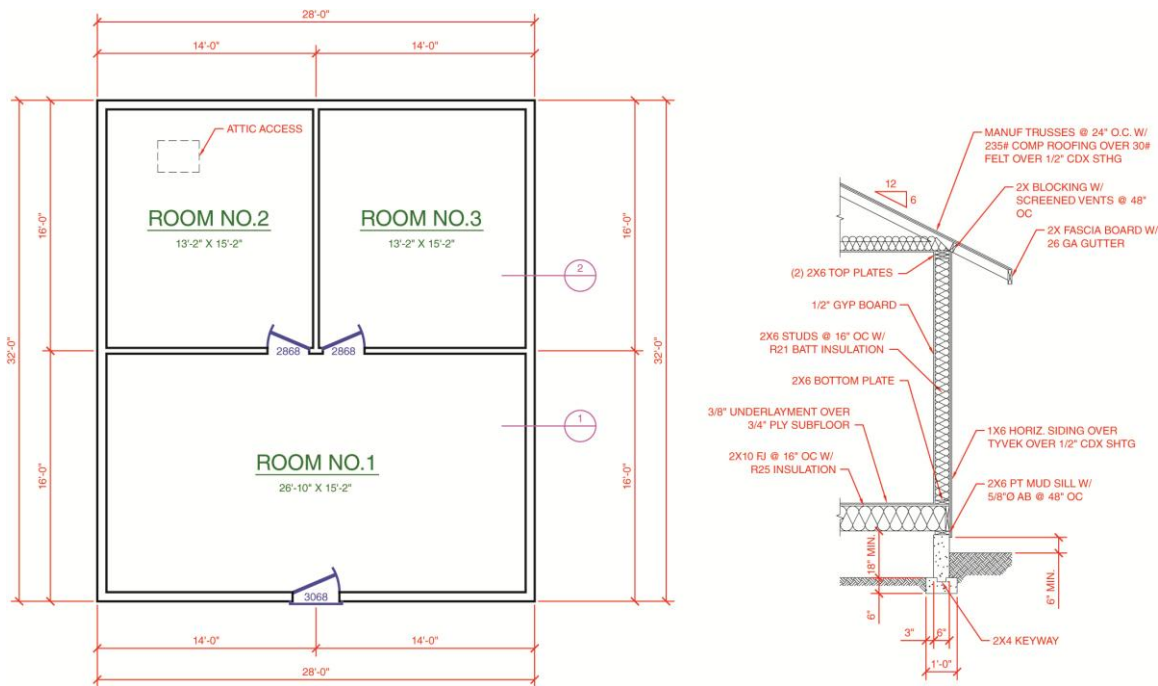 28'-0"
14'-0"
14'-0"
32'-0"
16'-0"
16'-0"
ATTIC ACCESS
ROOM NO.2
13'-2" X 15'-2"
ROOM NO.3
13'-2" X 15'-2"
2
2868
2868
1
ROOM NO.1
26'-10" X 15'-2"
3068
16'-0"
16'-0"
32'-0"
14'-0"
14'-0"
28'-0"
12
6
MANUF TRUSSES @ 24" O.C. W/
235# COMP ROOFING OVER 30#
FELT OVER 1/2" CDX STHG
2X BLOCKING W/
SCREENED VENTS @ 48"
OC
2X FASCIA BOARD W/
26 GA GUTTER
(2) 2X6 TOP PLATES
1/2" GYP BOARD
2X6 STUDS @ 16" OC W/
R21 BATT INSULATION
2X6 BOTTOM PLATE
3/8" UNDERLAYMENT OVER
3/4" PLY SUBFLOOR
2X10 FJ @ 16" OC W/
R25 INSULATION
1X6 HORIZ. SIDING OVER
TYVEK OVER 1/2" CDX SHTG
2X6 PT MUD SILL W/
5/8"Ø AB @ 48" OC
18" MIN.
6"
6" MIN.
3"
6"
1'-0"
2X4 KEYWAY